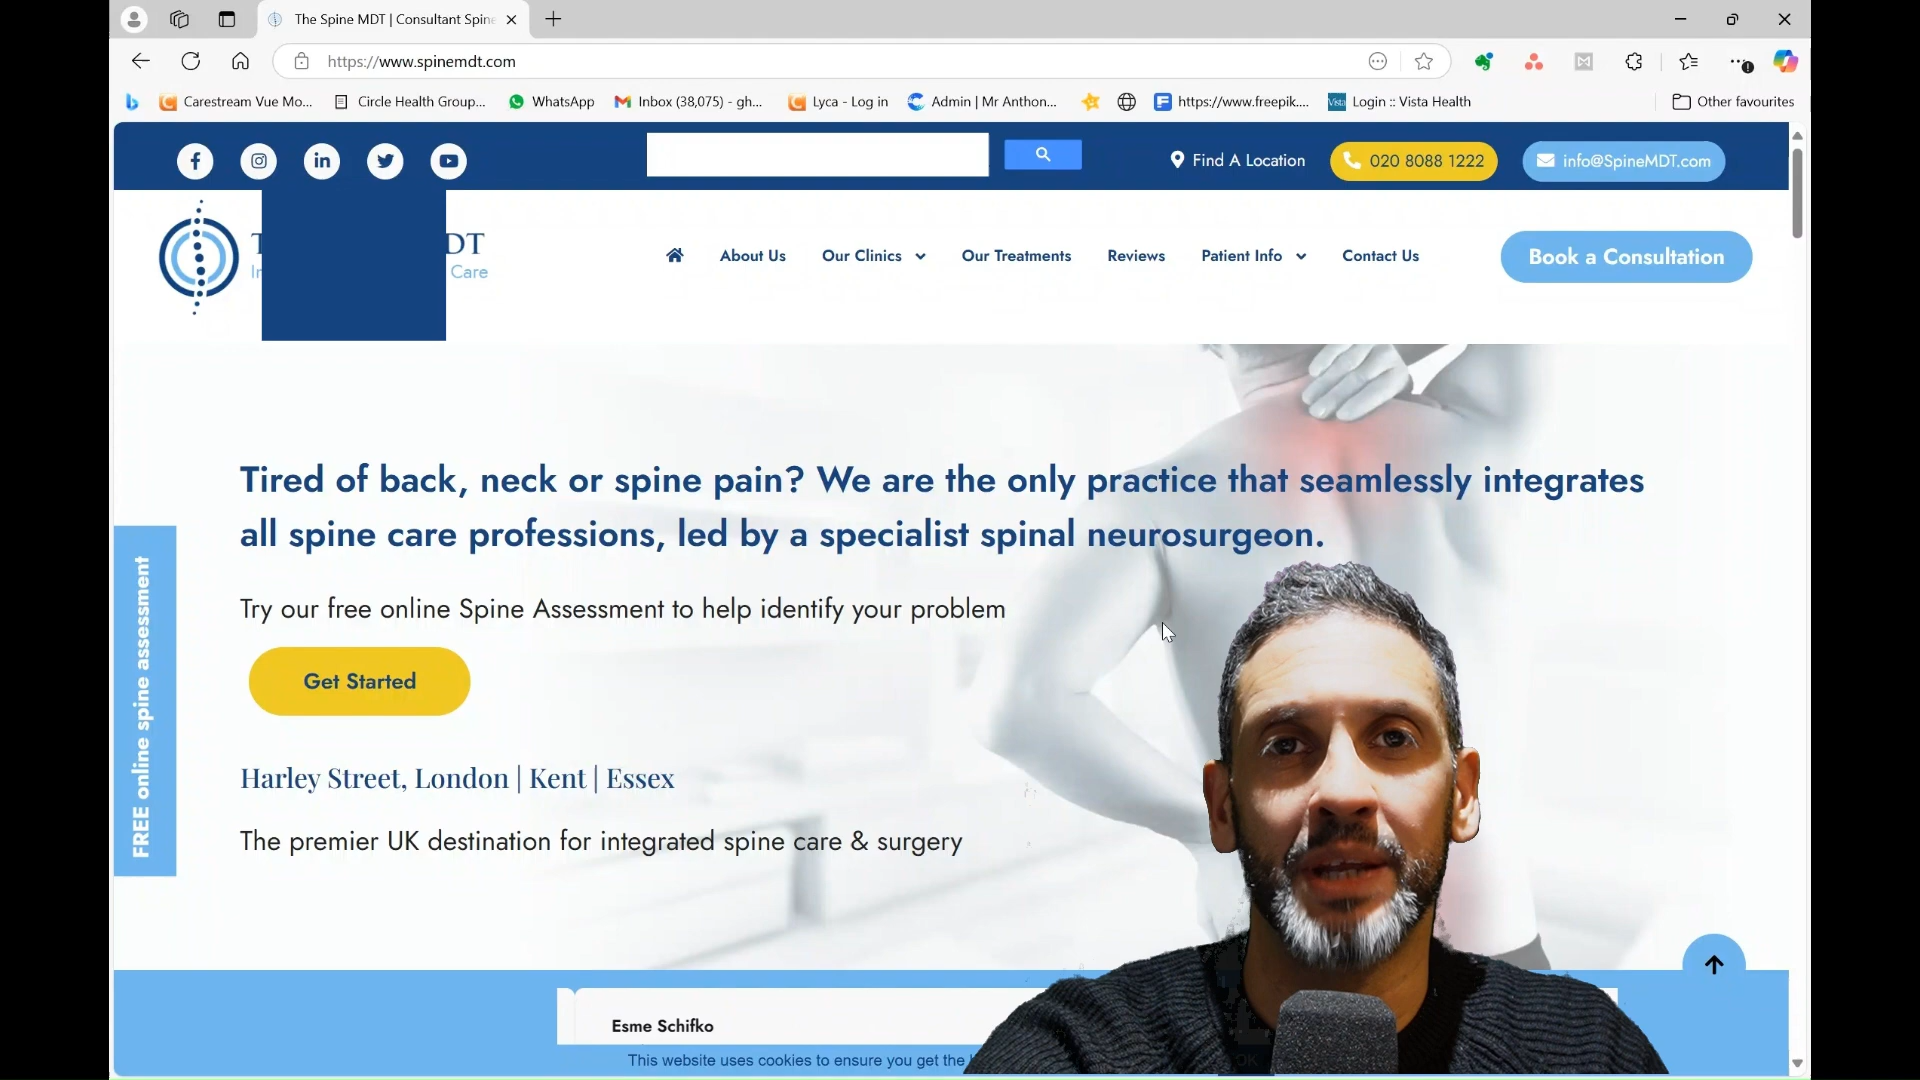 The Spine MDT | Consultant Spine
https://www.spinemdt.com
Carestream Vue Mo...
Circle Health Group...
WhatsApp
Inbox (38,075) - gh...
Lyca - Log in
Admin | Mr Anthon...
https://www.freepik....
Login :: Vista Health
Other favourites
Find A Location
020 8088 1222
info@SpineMDT.com
DT
Care
About Us
Our Clinics
Our Treatments
Reviews
Patient Info
Contact Us
Book a Consultation
Tired of back, neck or spine pain? We are the only practice that seamlessly integrates
all spine care professions, led by a specialist spinal neurosurgeon.
Try our free online Spine Assessment to help identify your problem
Get Started
FREE online spine assessment
Harley Street, London | Kent | Essex
The premier UK destination for integrated spine care & surgery
Esme Schifko
This website uses cookies to ensure you get the